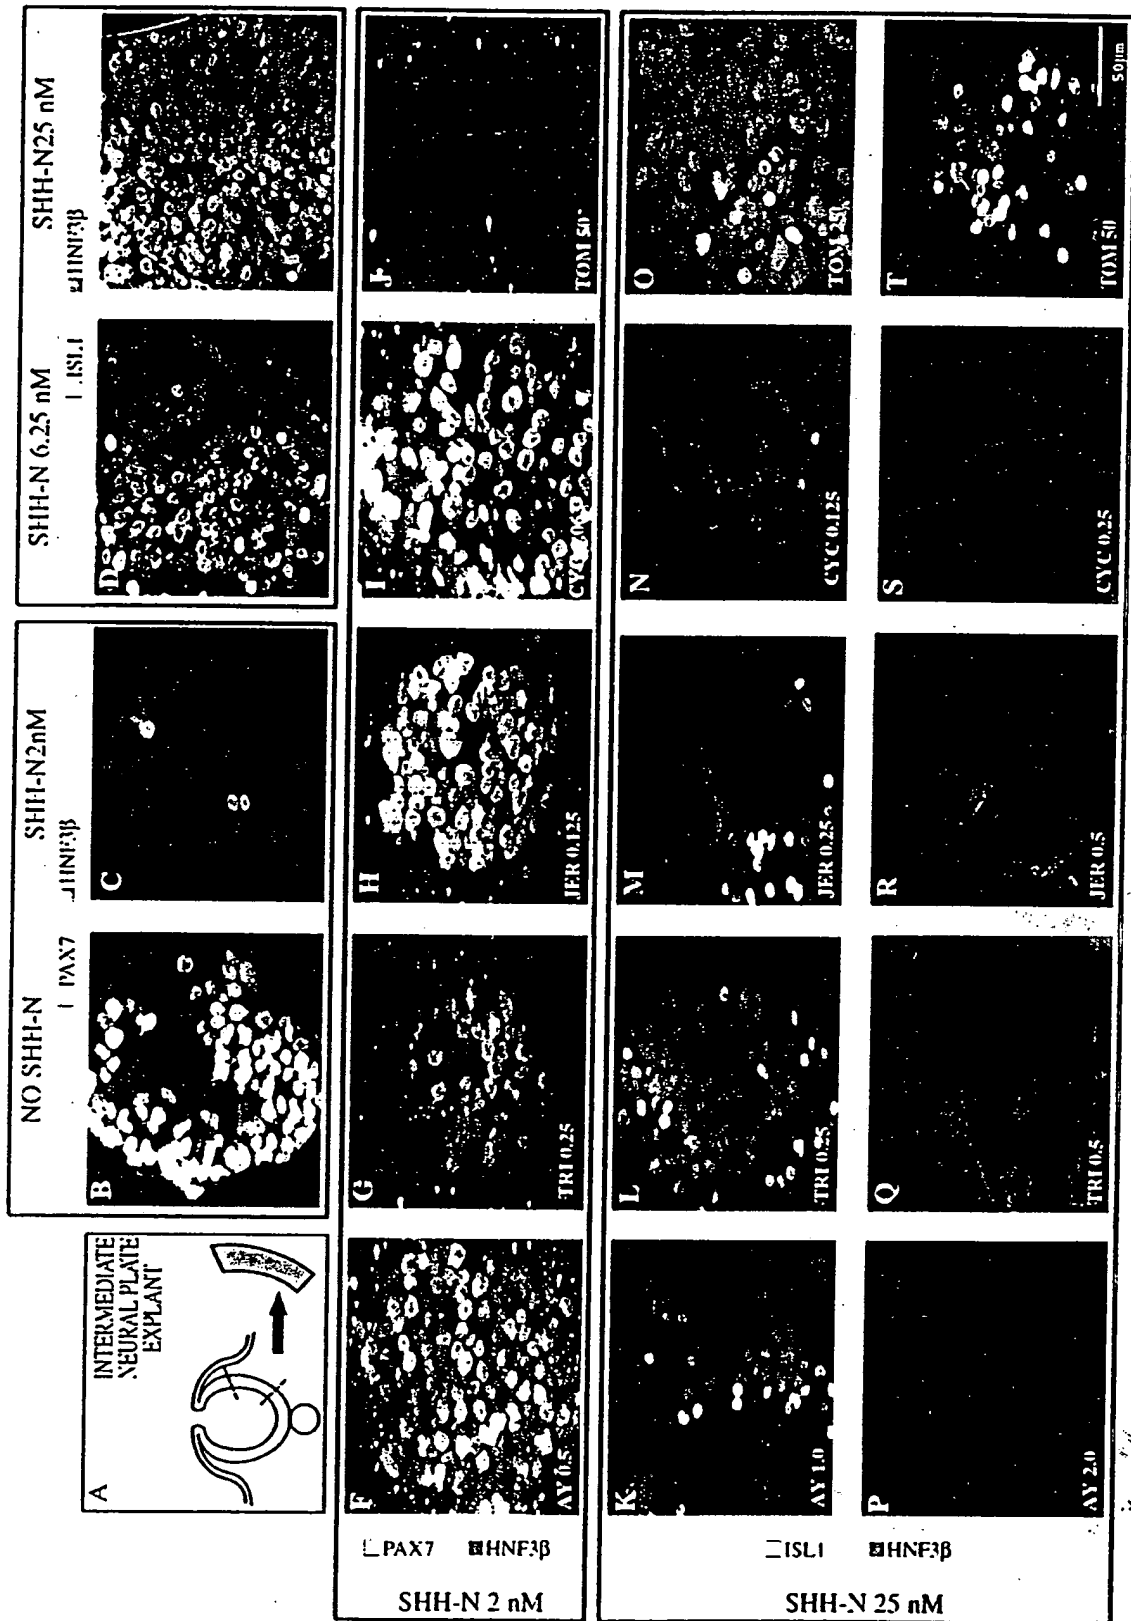 A
INTERMEDIATE
NEURAL PLATE
EXPLANT
NO SHH-N
SHH-N2nM
PAX7
HNF3β
B
C
SHH-N 6.25 nM
SHH-N25 nM
ISL1
HNF3β
D
PAX7
HNF3β
SHH-N 2 nM
F
AY 0.5
G
TRI 0.25
H
JER 0.125
I
CYC
J
TOM 50
ISL1
HNF3β
SHH-N 25 nM
K
AY 1.0
L
TRI 0.25
M
JER 0.25
N
CYC 0.125
O
TOM 25
P
AY 2.0
Q
TRI 0.5
R
JER 0.5
S
CYC 0.25
T
TOM 50
50µm